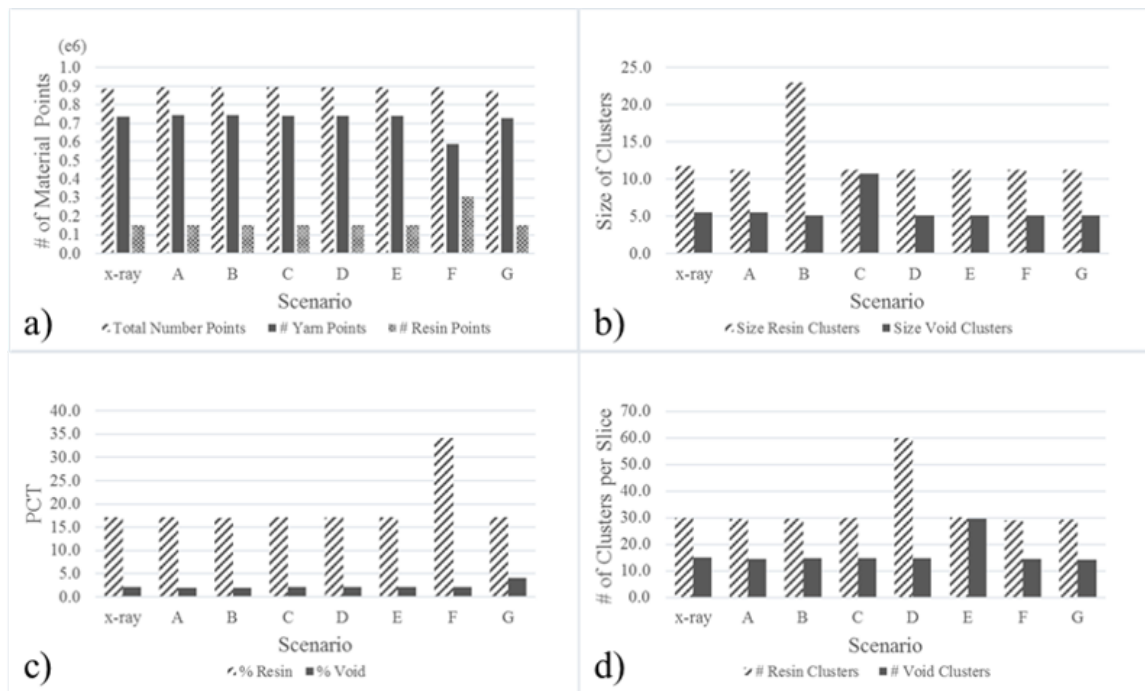 (e6)
1.0
0.9
0.8
0.7
0.6
0.5
0.4
0.3
0.2
0.1
0.0
# of Material Points
x-ray A B C D E F G
Scenario
Total Number Points # Yarn Points # Resin Points
a)
25.0
20.0
15.0
10.0
5.0
0.0
Size of Clusters
x-ray A B C D E F G
Scenario
Size Resin Clusters Size Void Clusters
b)
40.0
35.0
30.0
25.0
20.0
15.0
10.0
5.0
0.0
PCT
x-ray A B C D E F G
Scenario
% Resin % Void
c)
70.0
60.0
50.0
40.0
30.0
20.0
10.0
0.0
# of Clusters per Slice
x-ray A B C D E F G
Scenario
# Resin Clusters # Void Clusters
d)